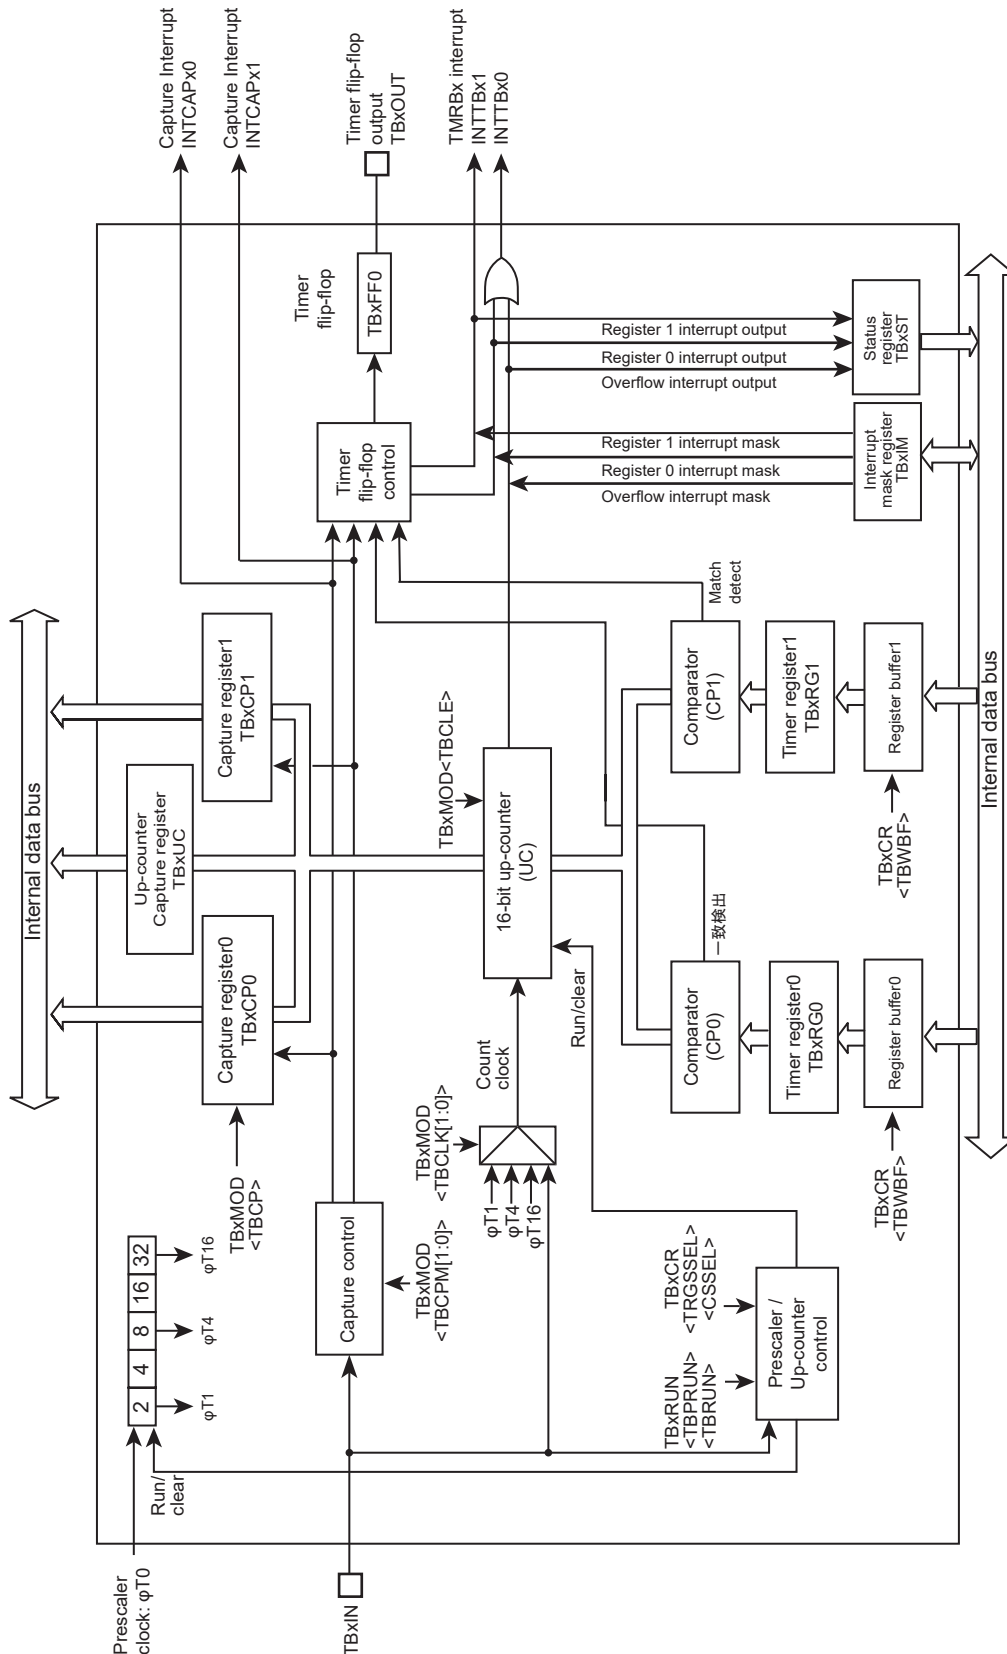 Prescaler
clock: φT0
Run/
clear
2
4
8
16
32
φT1
φT4
φT16
TBxIN
Internal data bus
TBxMOD
<TBCP>
Capture register0
TBxCP0
Up-counter
Capture register
TBxUC
Capture register1
TBxCP1
Capture Interrupt
INTCAPx0
Capture Interrupt
INTCAPx1
Capture control
TBxMOD
<TBCPM[1:0]>
Timer
flip-flop
control
Timer
flip-flop
TBxFF0
Timer flip-flop
output
TBxOUT
TBxMOD
<TBCLK[1:0]>
φT1
φT4
φT16
Count
clock
TBxMOD<TBCLE>
16-bit up-counter
(UC)
Run/clear
TMRBx interrupt
INTTBx1
INTTBx0
TBxRUN
<TBPRUN>
<TBRUN>
TBxCR
<TRGSSEL>
<CSSEL>
Prescaler /
Up-counter
control
Comparator
(CP0)
一致検出
Comparator
(CP1)
Match
detect
Timer register0
TBxRG0
Timer register1
TBxRG1
TBxCR
<TBWBF>
Register buffer0
TBxCR
<TBWBF>
Register buffer1
Register 1 interrupt mask
Register 0 interrupt mask
Overflow interrupt mask
Register 1 interrupt output
Register 0 interrupt output
Overflow interrupt output
Interrupt
mask register
TBxIM
Status
register
TBxST
Internal data bus